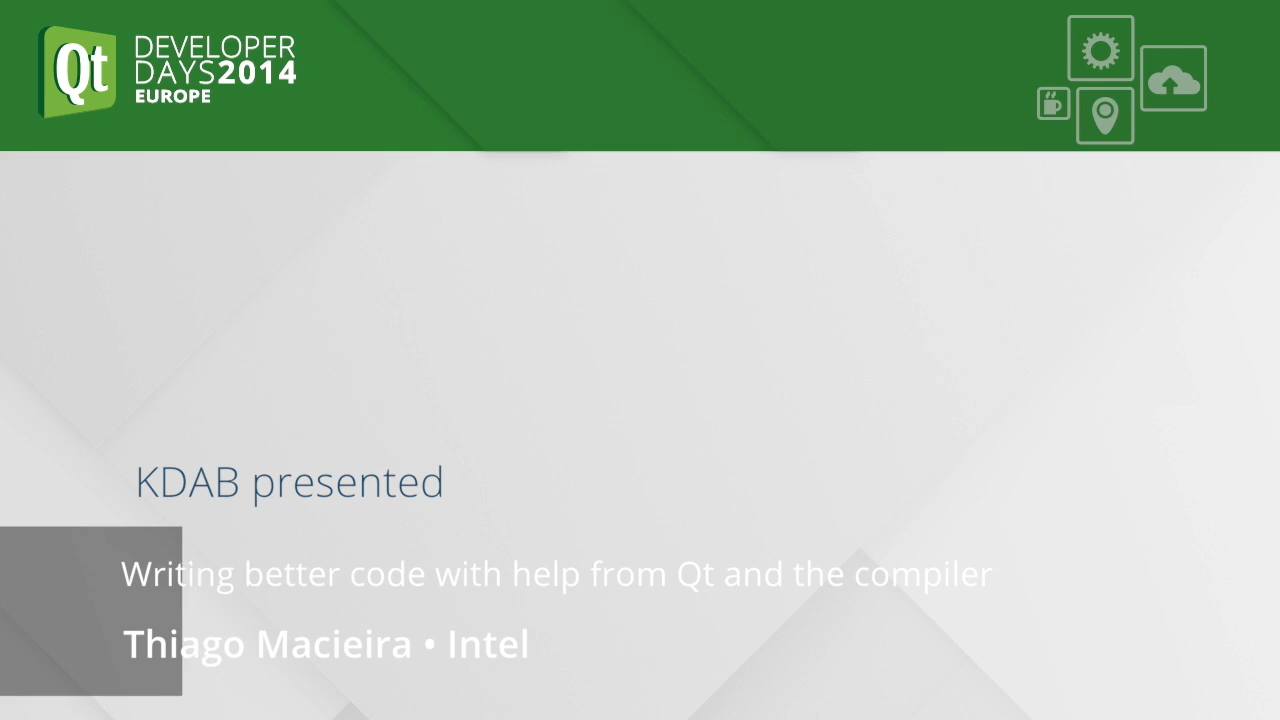 Qt
DEVELOPER
DAYS2014
EUROPE
KDAB presented
Writing better code with help from Qt and the compiler
Thiago Macieira • Intel